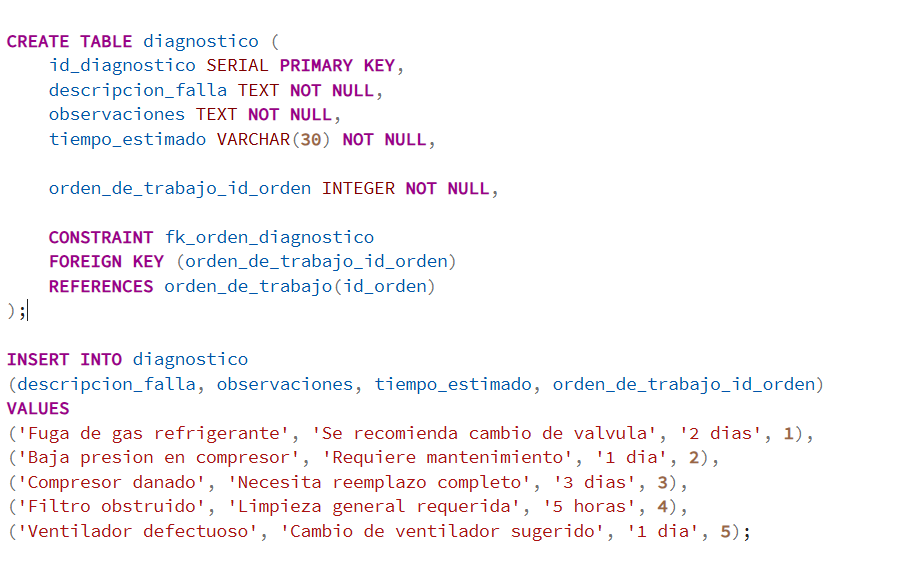 CREATE TABLE diagnostico (
    id_diagnostico SERIAL PRIMARY KEY,
    descripcion_falla TEXT NOT NULL,
    observaciones TEXT NOT NULL,
    tiempo_estimado VARCHAR(30) NOT NULL,

    orden_de_trabajo_id_orden INTEGER NOT NULL,

    CONSTRAINT fk_orden_diagnostico
    FOREIGN KEY (orden_de_trabajo_id_orden)
    REFERENCES orden_de_trabajo(id_orden)
);

INSERT INTO diagnostico
(descripcion_falla, observaciones, tiempo_estimado, orden_de_trabajo_id_orden)
VALUES
('Fuga de gas refrigerante', 'Se recomienda cambio de valvula', '2 dias', 1),
('Baja presion en compresor', 'Requiere mantenimiento', '1 dia', 2),
('Compresor danado', 'Necesita reemplazo completo', '3 dias', 3),
('Filtro obstruido', 'Limpieza general requerida', '5 horas', 4),
('Ventilador defectuoso', 'Cambio de ventilador sugerido', '1 dia', 5);